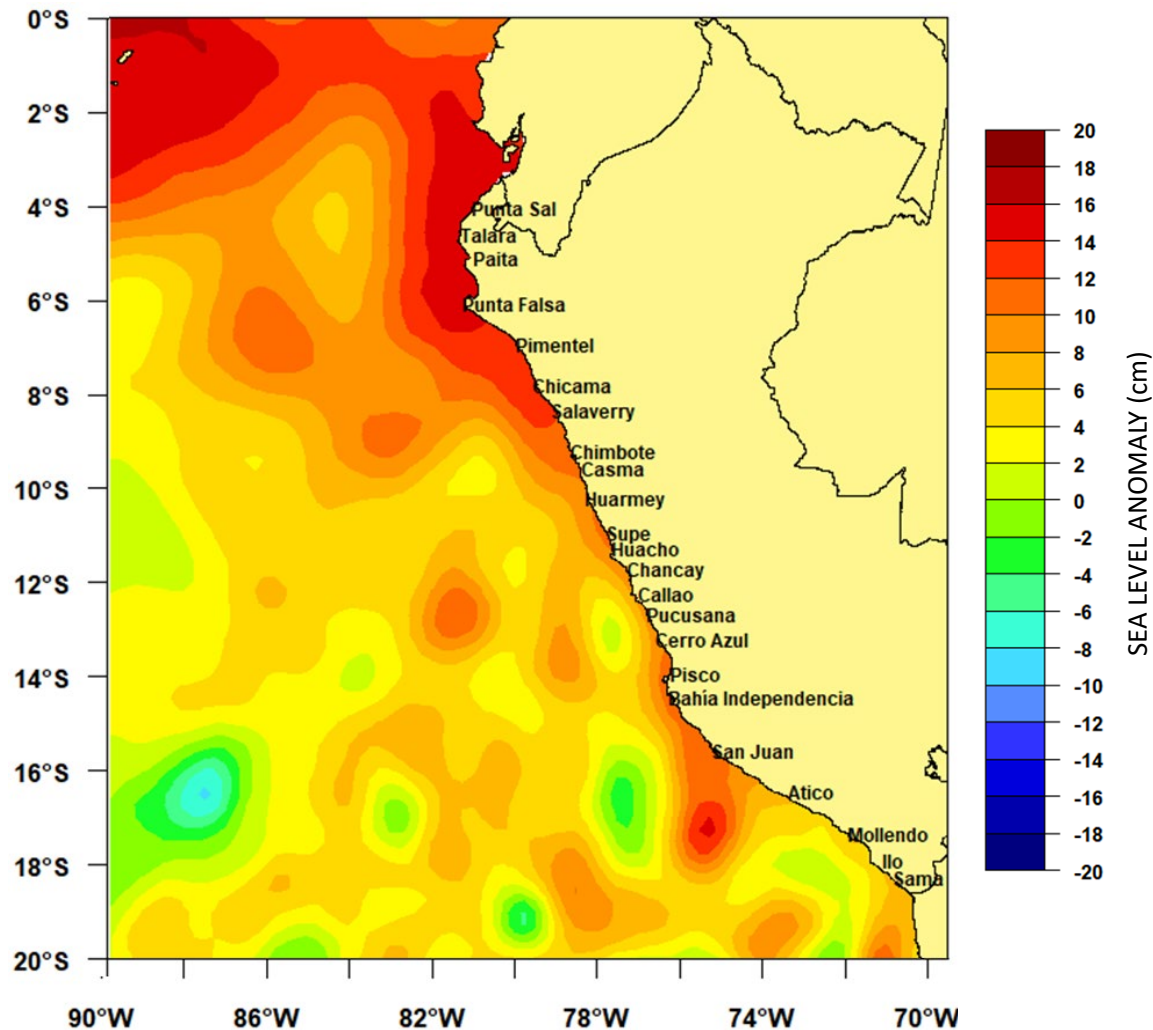 0°S
2°S
4°S
6°S
8°S
10°S
12°S
14°S
16°S
18°S
20°S
90°W
86°W
82°W
78°W
74°W
70°W
Punta Sal
Talara
Paita
Punta Falsa
Pimentel
Chicama
Salaverry
Chimbote
Casma
Huarmey
Supe
Huacho
Chancay
Callao
Pucusana
Cerro Azul
Pisco
Bahía Independencia
San Juan
Atico
Mollendo
Ilo
Sama
20
18
16
14
12
10
8
6
4
2
0
-2
-4
-6
-8
-10
-12
-14
-16
-18
-20
SEA LEVEL ANOMALY (cm)